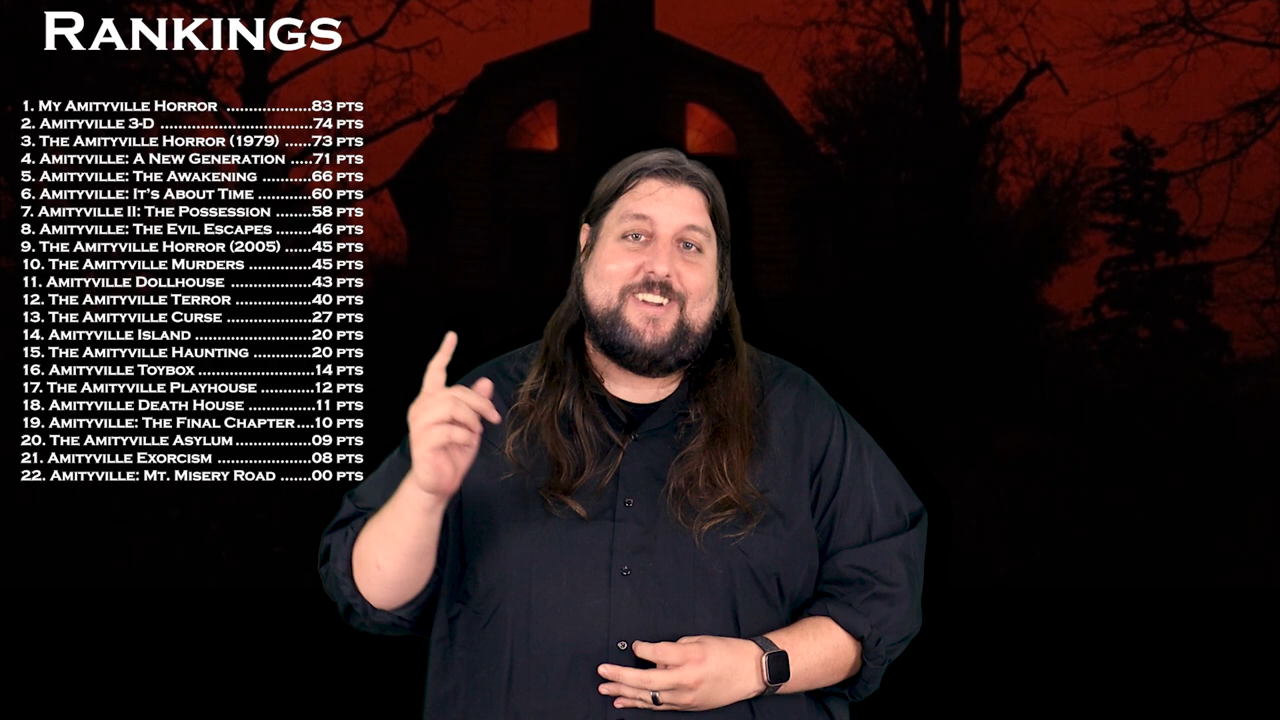 RANKINGS
1. MY AMITYVILLE HORROR ...................83 PTS
2. AMITYVILLE 3-D ..................................74 PTS
3. THE AMITYVILLE HORROR (1979) ......73 PTS
4. AMITYVILLE: A NEW GENERATION .....71 PTS
5. AMITYVILLE: THE AWAKENING ...........66 PTS
6. AMITYVILLE: IT'S ABOUT TIME ............60 PTS
7. AMITYVILLE II: THE POSSESSION ........58 PTS
8. AMITYVILLE: THE EVIL ESCAPES ........46 PTS
9. THE AMITYVILLE HORROR (2005) ......45 PTS
10. THE AMITYVILLE MURDERS ..............45 PTS
11. AMITYVILLE DOLLHOUSE ..................43 PTS
12. THE AMITYVILLE TERROR .................40 PTS
13. THE AMITYVILLE CURSE ...................27 PTS
14. AMITYVILLE ISLAND ..........................20 PTS
15. THE AMITYVILLE HAUNTING .............20 PTS
16. AMITYVILLE TOYBOX ..........................14 PTS
17. THE AMITYVILLE PLAYHOUSE ...........12 PTS
18. AMITYVILLE DEATH HOUSE ...............11 PTS
19. AMITYVILLE: THE FINAL CHAPTER....10 PTS
20. THE AMITYVILLE ASYLUM .................09 PTS
21. AMITYVILLE EXORCISM .....................08 PTS
22. AMITYVILLE: MT. MISERY ROAD .......00 PTS